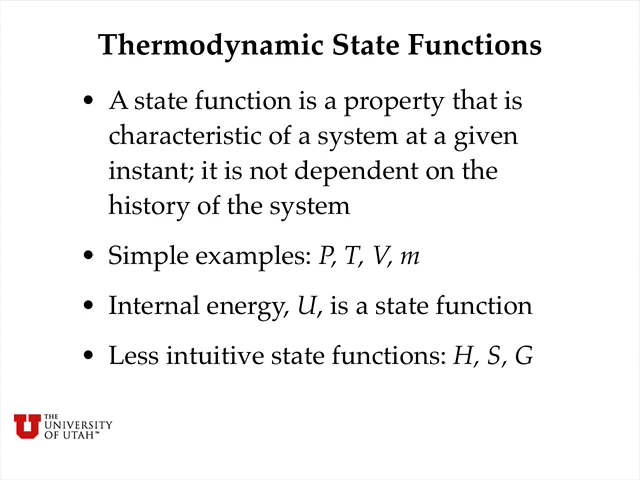 Thermodynamic State Functions
• A state function is a property that is
characteristic of a system at a given
instant; it is not dependent on the
history of the system
• Simple examples: P, T, V, m
• Internal energy, U, is a state function
• Less intuitive state functions: H, S, G
THE
UNIVERSITY
OF UTAH™